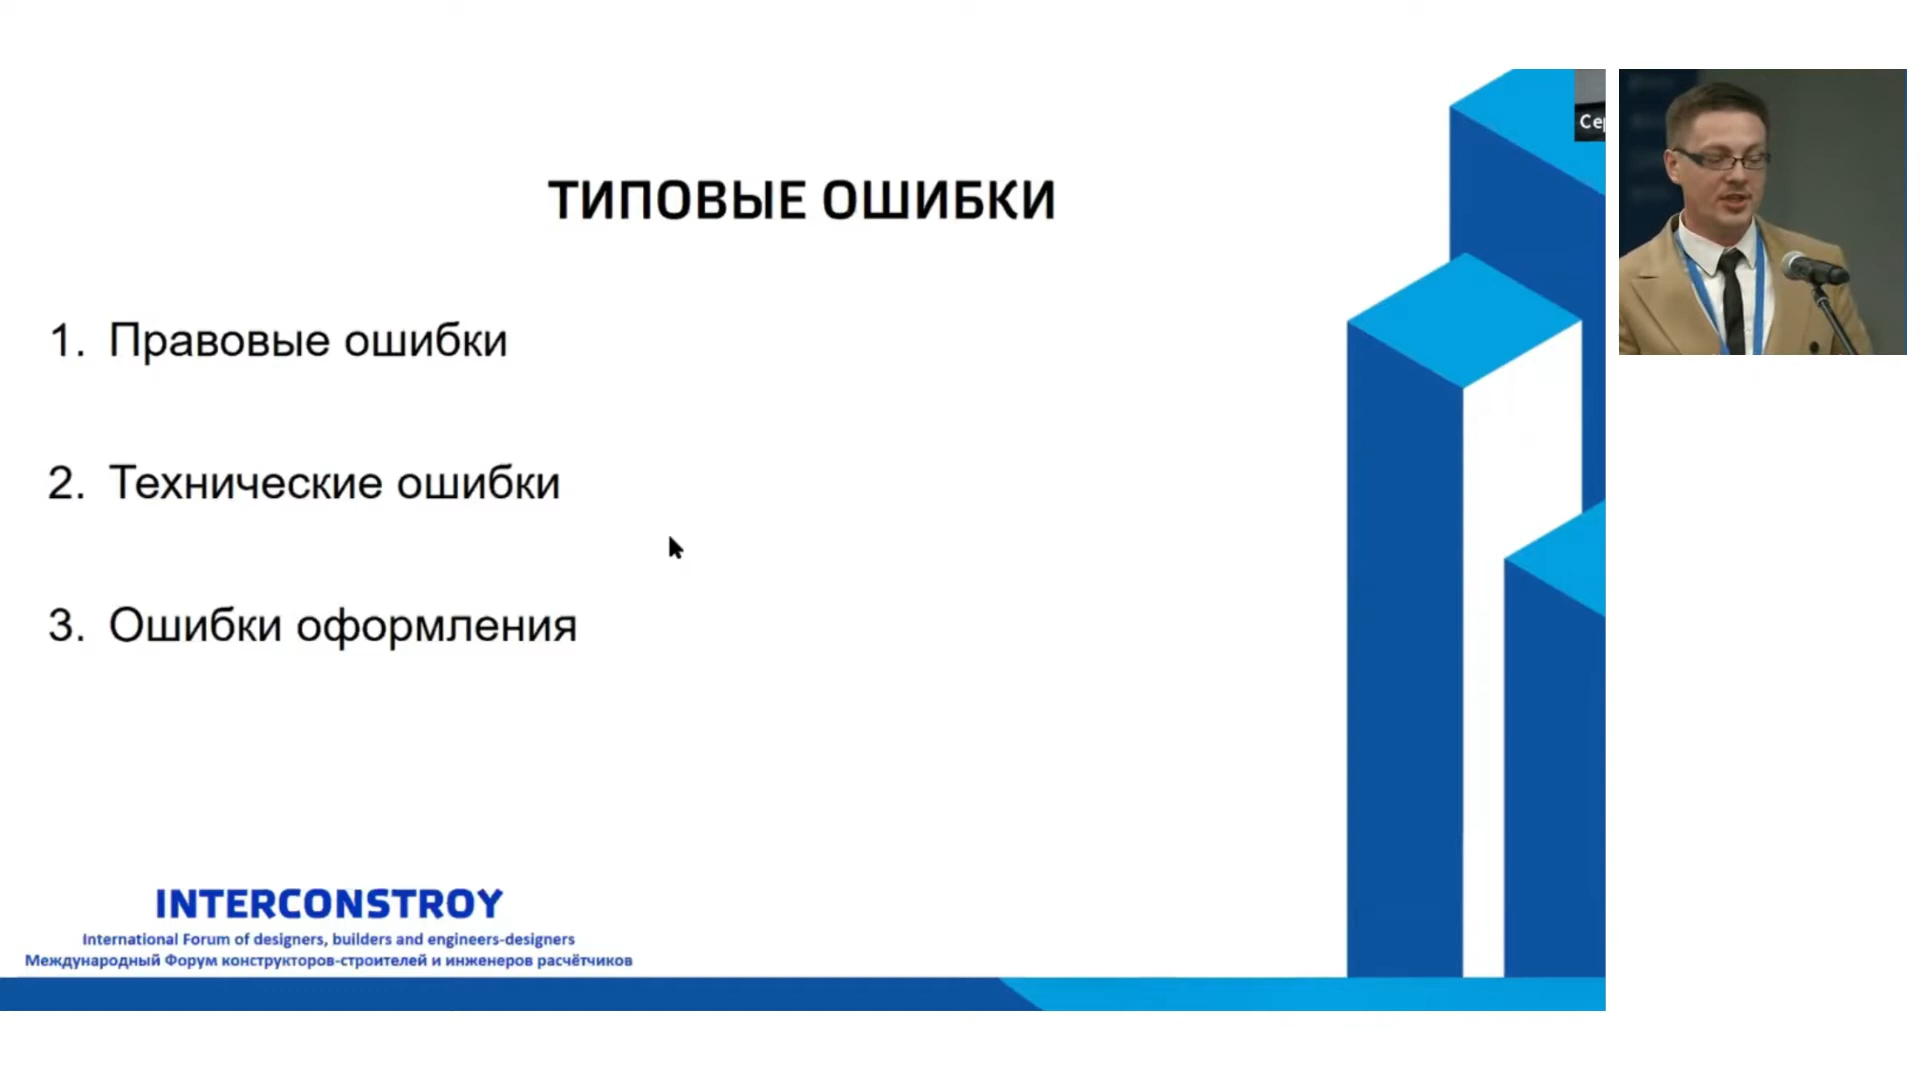 ТИПОВЫЕ ОШИБКИ
1. Правовые ошибки
2. Технические ошибки
3. Ошибки оформления
INTERCONSTROY
International Forum of designers, builders and engineers-designers
Международный Форум конструкторов-строителей и инженеров расчётчиков